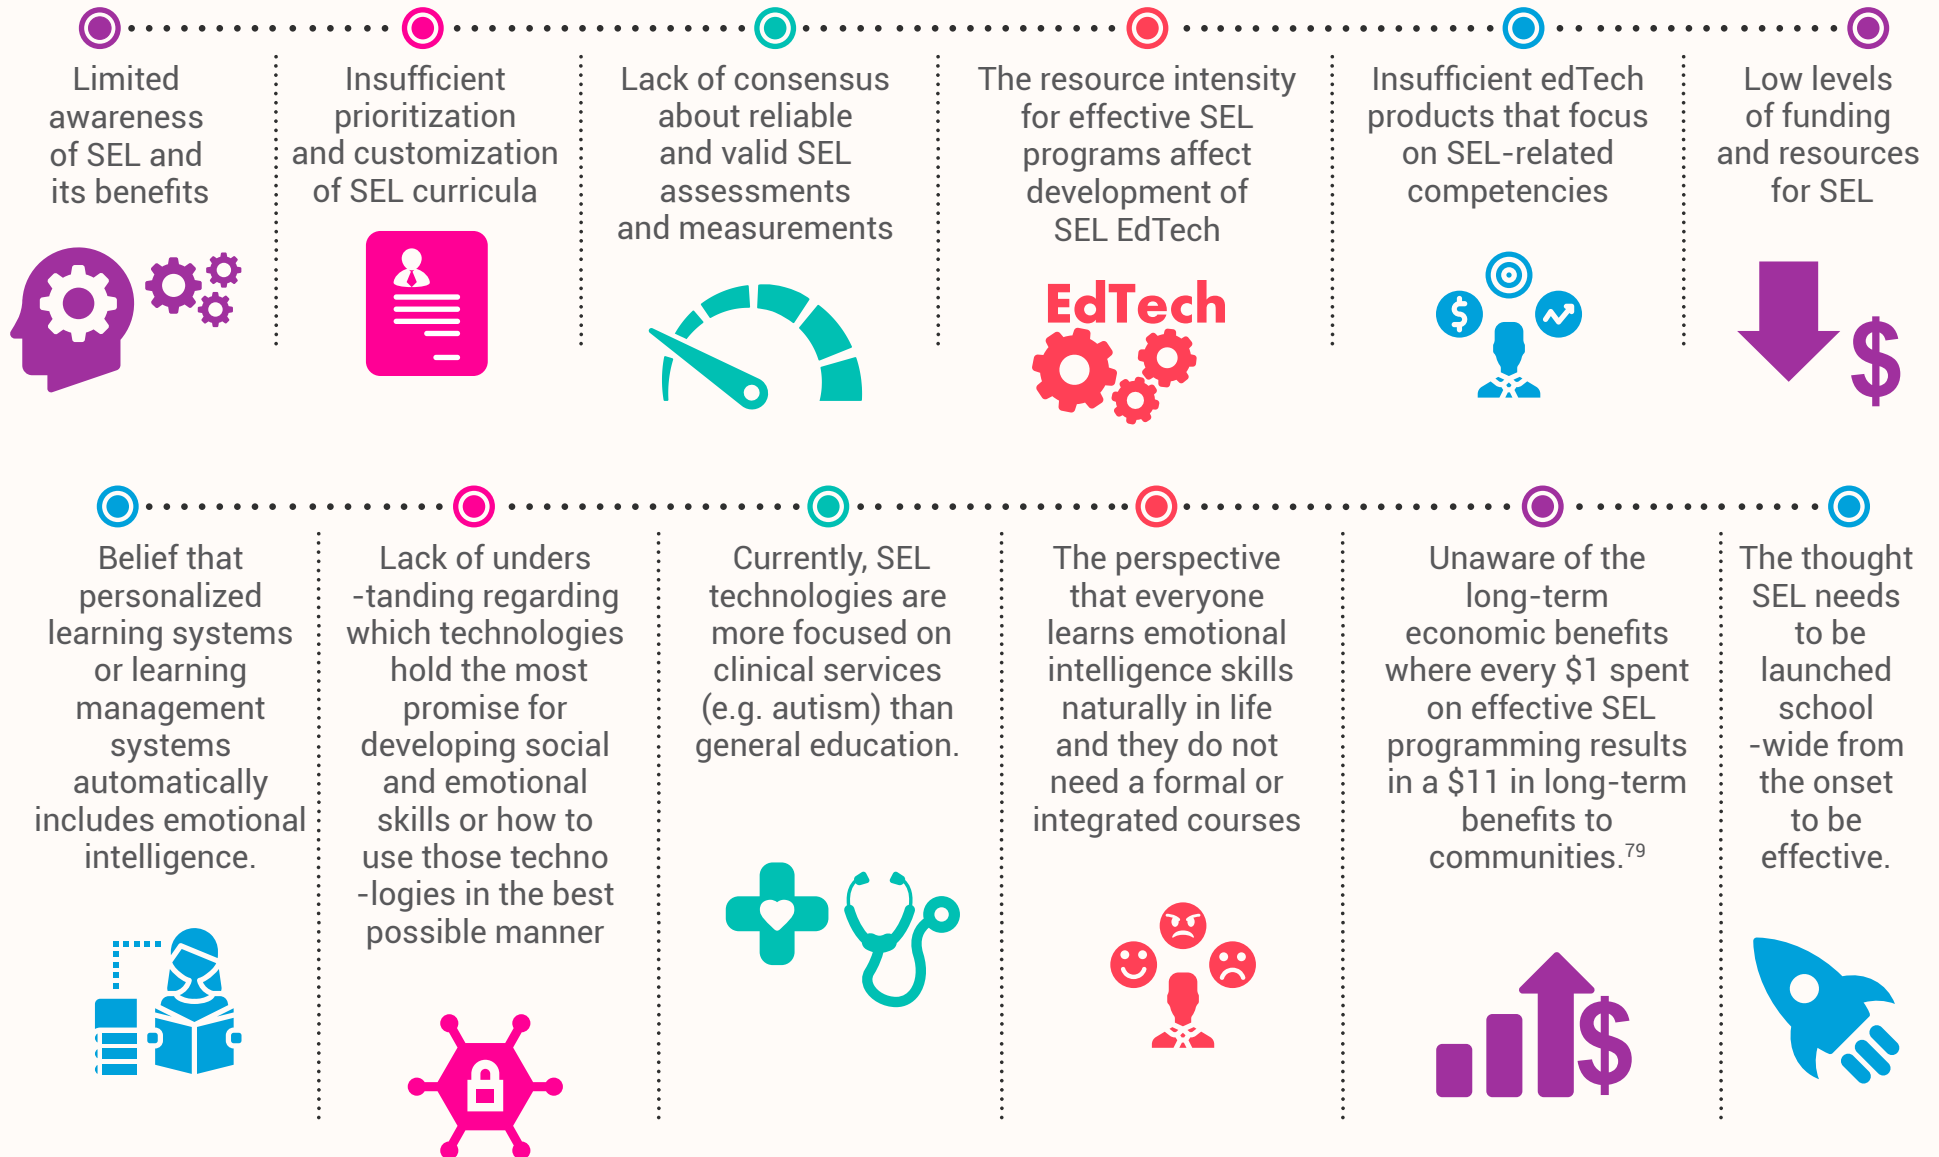 Limited
awareness
of SEL and
its benefits
Insufficient
prioritization
and customization
of SEL curricula
Lack of consensus
about reliable
and valid SEL
assessments
and measurements
The resource intensity
for effective SEL
programs affect
development of
SEL EdTech
EdTech
Insufficient edTech
products that focus
on SEL-related
competencies
Low levels
of funding
and resources
for SEL
$
$
Belief that
personalized
learning systems
or learning
management
systems
automatically
includes emotional
intelligence.
Lack of unders
-tanding regarding
which technologies
hold the most
promise for
developing social
and emotional
skills or how to
use those techno
-logies in the best
possible manner
Currently, SEL
technologies are
more focused on
clinical services
(e.g. autism) than
general education.
The perspective
that everyone
learns emotional
intelligence skills
naturally in life
and they do not
need a formal or
integrated courses
Unaware of the
long-term
economic benefits
where every $1 spent
on effective SEL
programming results
in a $11 in long-term
benefits to
communities.79
$
The thought
SEL needs
to be
launched
school
-wide from
the onset
to be
effective.